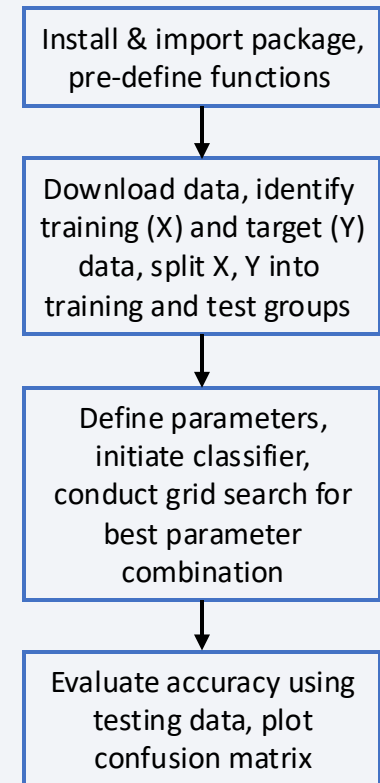 Install & import package,
pre-define functions
Download data, identify
training (X) and target (Y)
data, split X, Y into
training and test groups
Define parameters,
initiate classifier,
conduct grid search for
best parameter
combination
Evaluate accuracy using
testing data, plot
confusion matrix